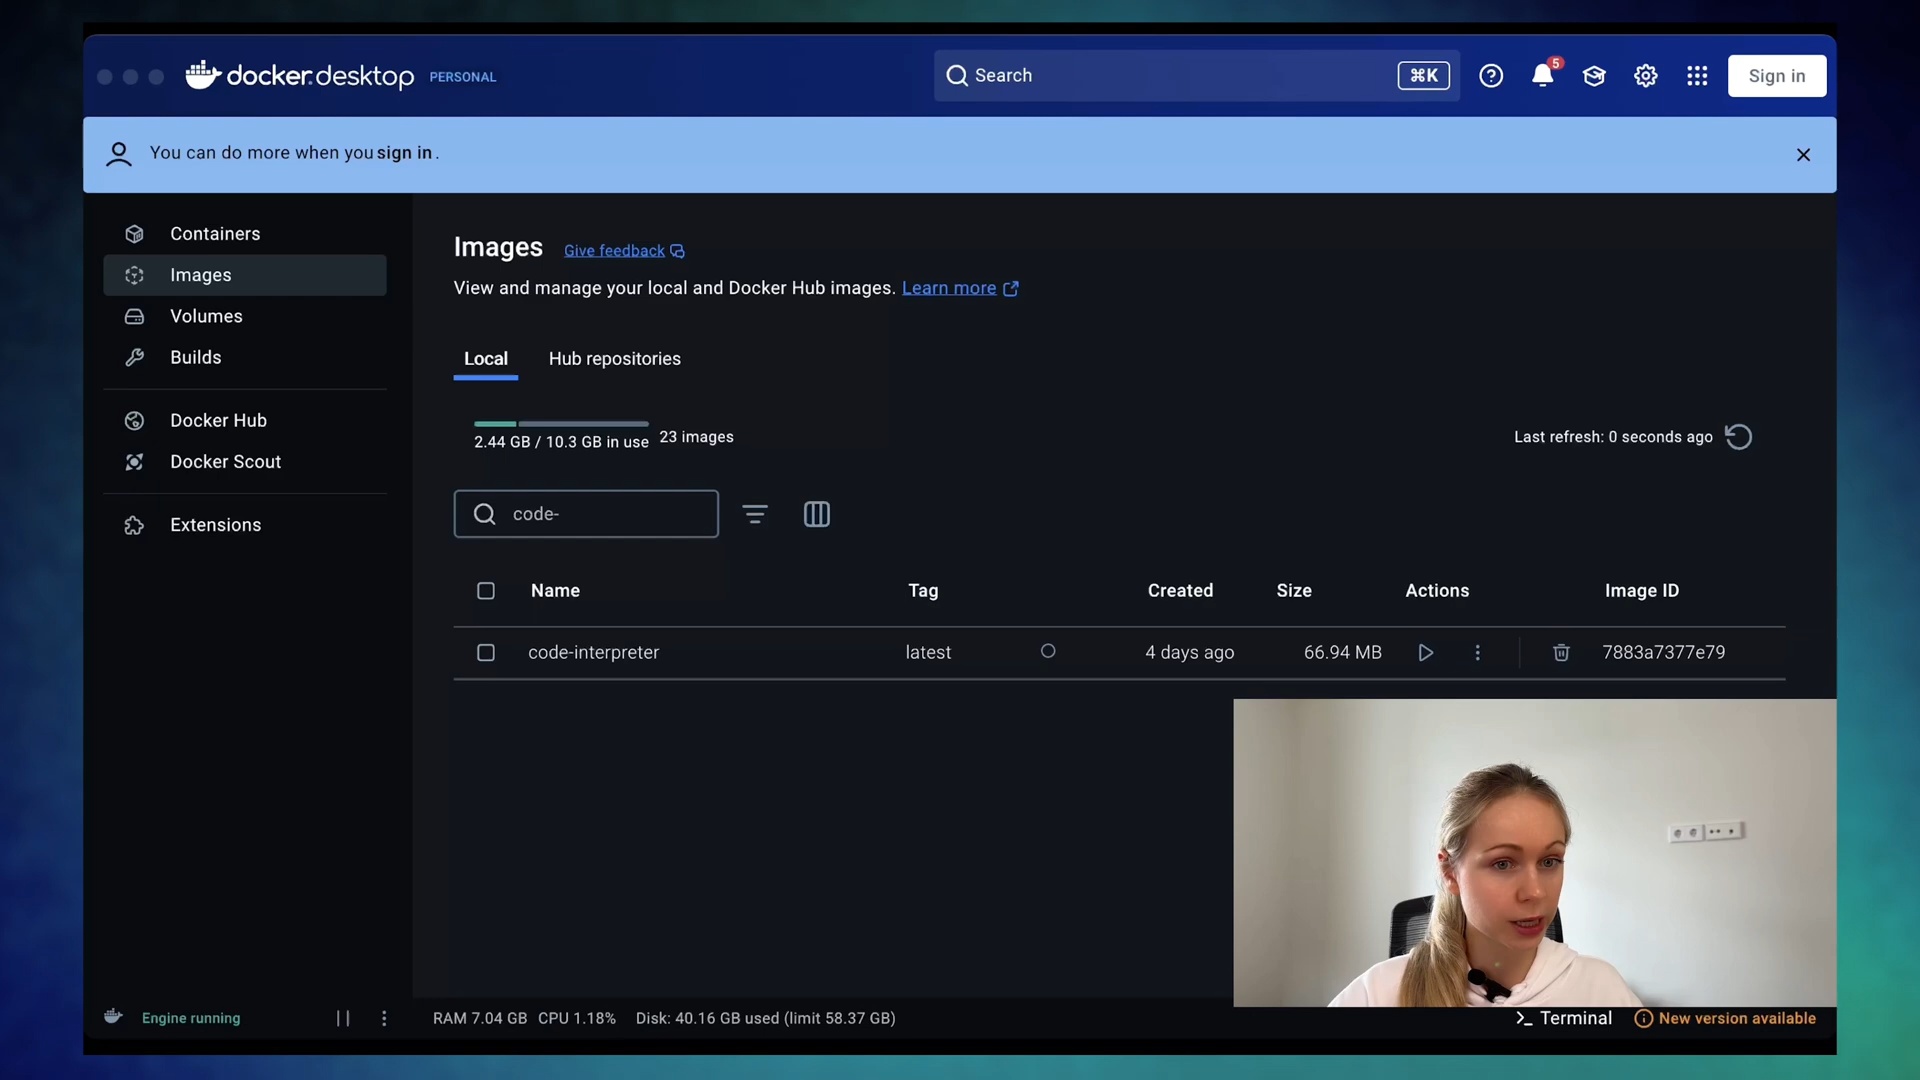 docker.desktop PERSONAL
Search ⌘K
5
Sign in
You can do more when you sign in.
Containers
Images
Volumes
Builds
Docker Hub
Docker Scout
Extensions
Images Give feedback
View and manage your local and Docker Hub images. Learn more
Local Hub repositories
2.44 GB / 10.3 GB in use 23 images
Last refresh: 0 seconds ago
code-
Name Tag Created Size Actions Image ID
code-interpreter latest 4 days ago 66.94 MB 7883a7377e79
Engine running
RAM 7.04 GB CPU 1.18% Disk: 40.16 GB used (limit 58.37 GB)
>_ Terminal New version available